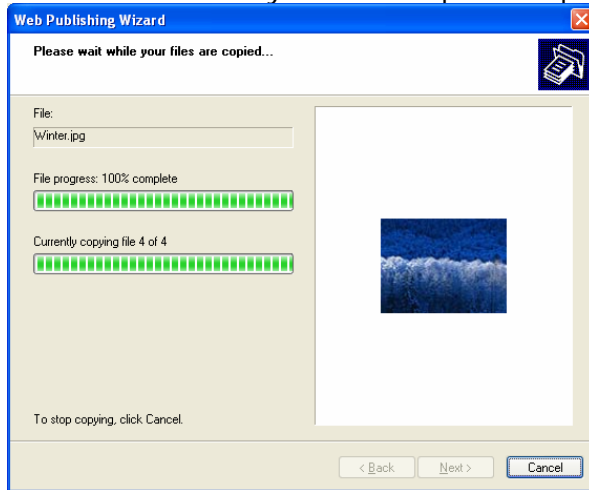 Web Publishing Wizard
Please wait while your files are copied...
File:
Winter.jpg
File progress: 100% complete
Currently copying file 4 of 4
To stop copying, click Cancel.
< Back Next > Cancel